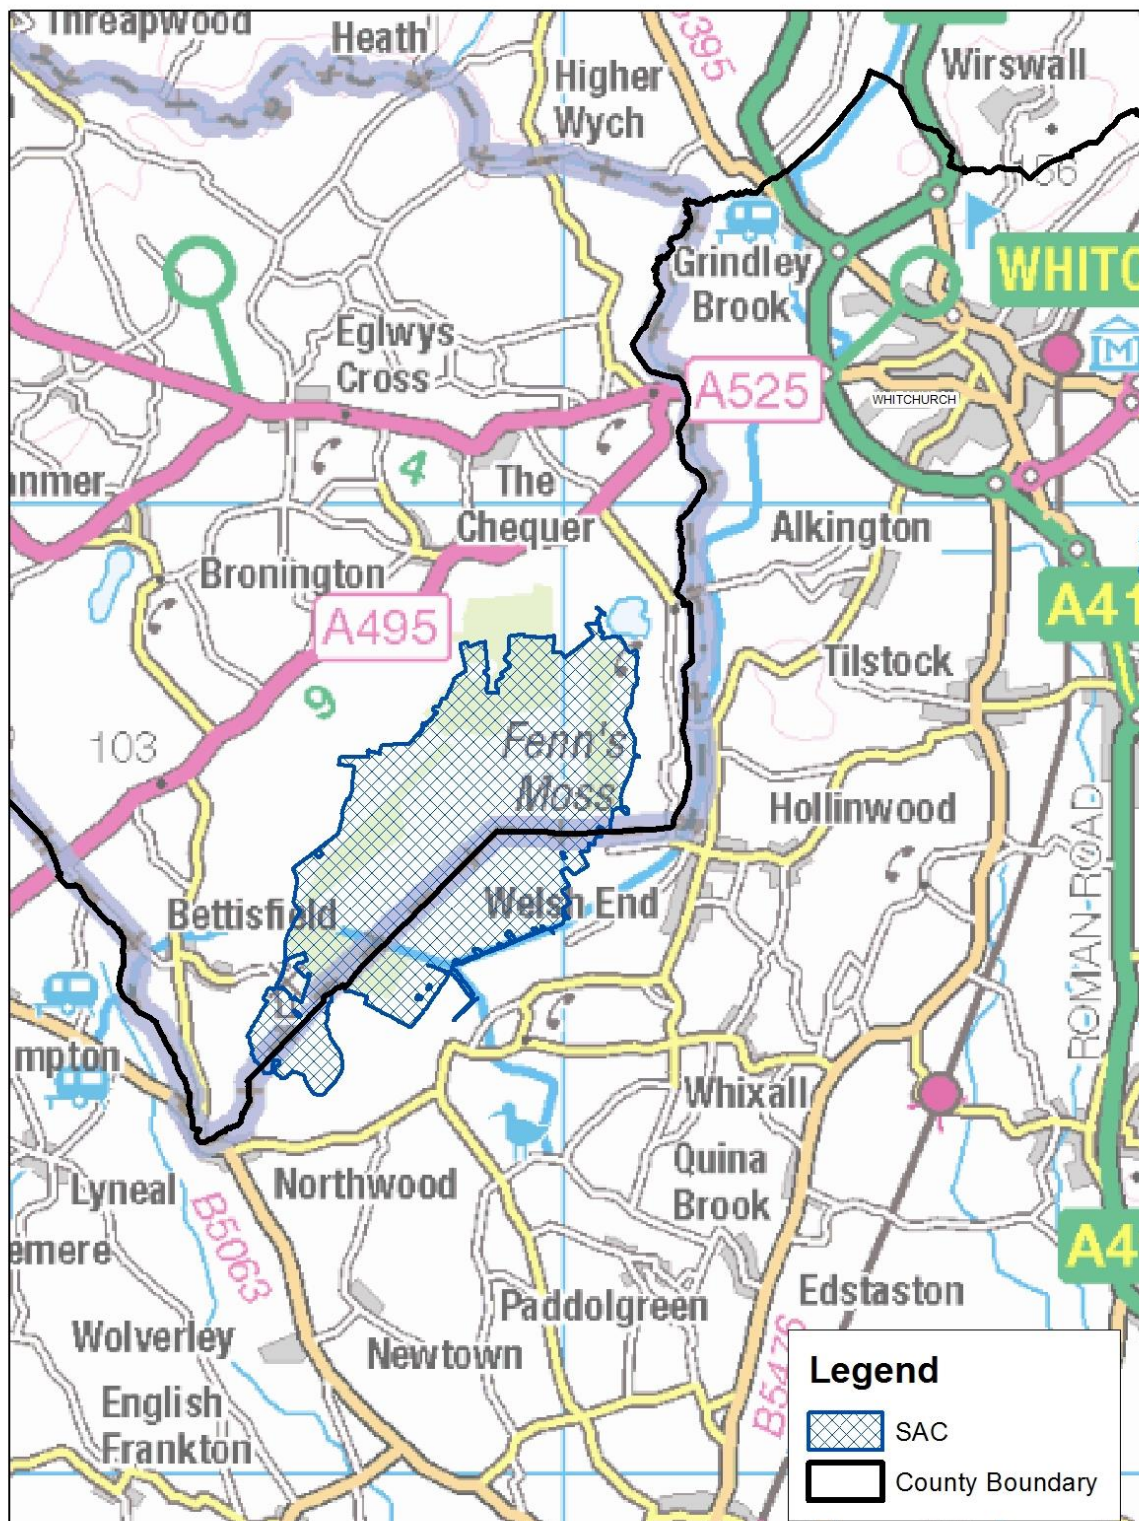 Threapwood
Heath
B5395
Wirswall
Higher
Wych
156
Grindley
Brook
WHITC
Eglwys
Cross
A525
M
WHITCHURCH
4
The
Chequer
anmer
Alkington
Bronington
A495
A41
Tilstock
9
103
Fenn's
Moss
Hollinwood
ROMAN ROAD
Bettisfield
Welsh End
mpton
Whixall
Quina
Brook
Northwood
Lyneal
B5063
emere
A4
Edstaston
Paddolgreen
Wolverley
Newtown
B5476
English
Frankton
Legend
SAC
County Boundary